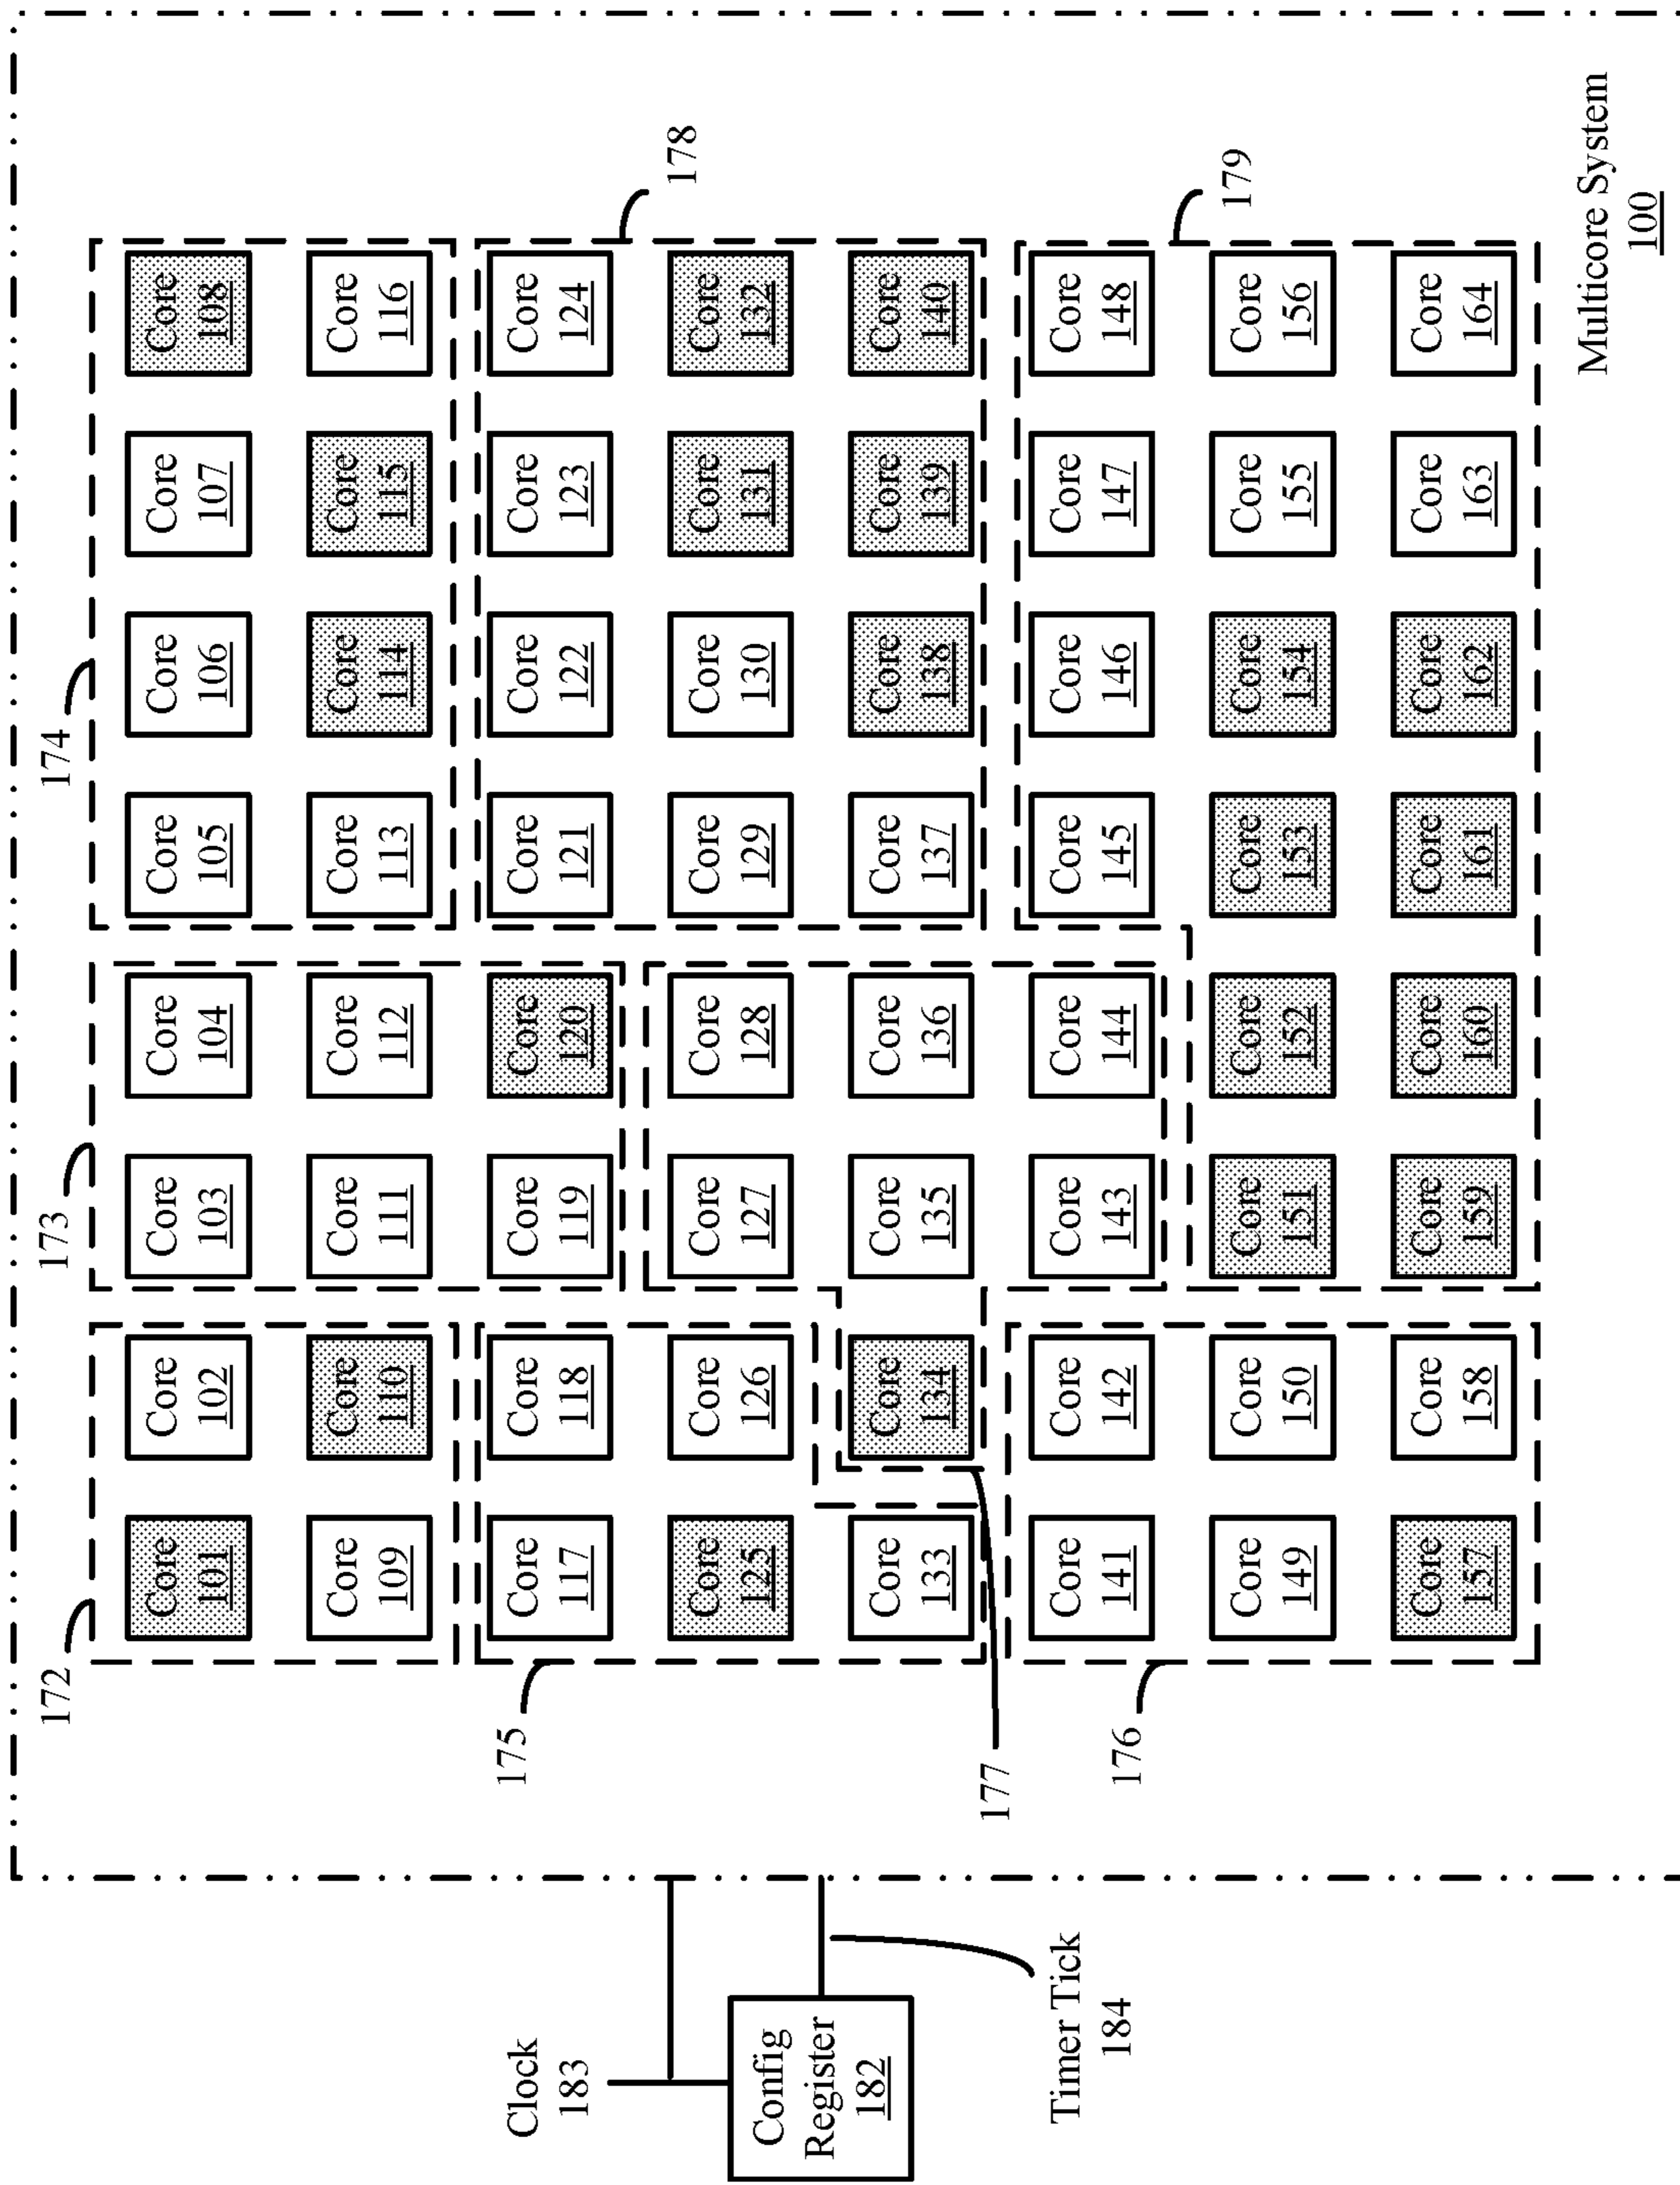 172
173
174
Core
101
Core
102
Core
103
Core
104
Core
105
Core
106
Core
107
Core
108
Core
109
Core
110
Core
111
Core
112
Core
113
Core
114
Core
115
Core
116
175
178
Core
117
Core
118
Core
119
Core
120
Core
121
Core
122
Core
123
Core
124
Core
125
Core
126
Core
127
Core
128
Core
129
Core
130
Core
131
Core
132
Core
133
Core
134
Core
135
Core
136
Core
137
Core
138
Core
139
Core
140
177
176
179
Core
141
Core
142
Core
143
Core
144
Core
145
Core
146
Core
147
Core
148
Core
149
Core
150
Core
151
Core
152
Core
153
Core
154
Core
155
Core
156
Core
157
Core
158
Core
159
Core
160
Core
161
Core
162
Core
163
Core
164
Clock
183
Config
Register
182
Timer Tick
184
Multicore System
100